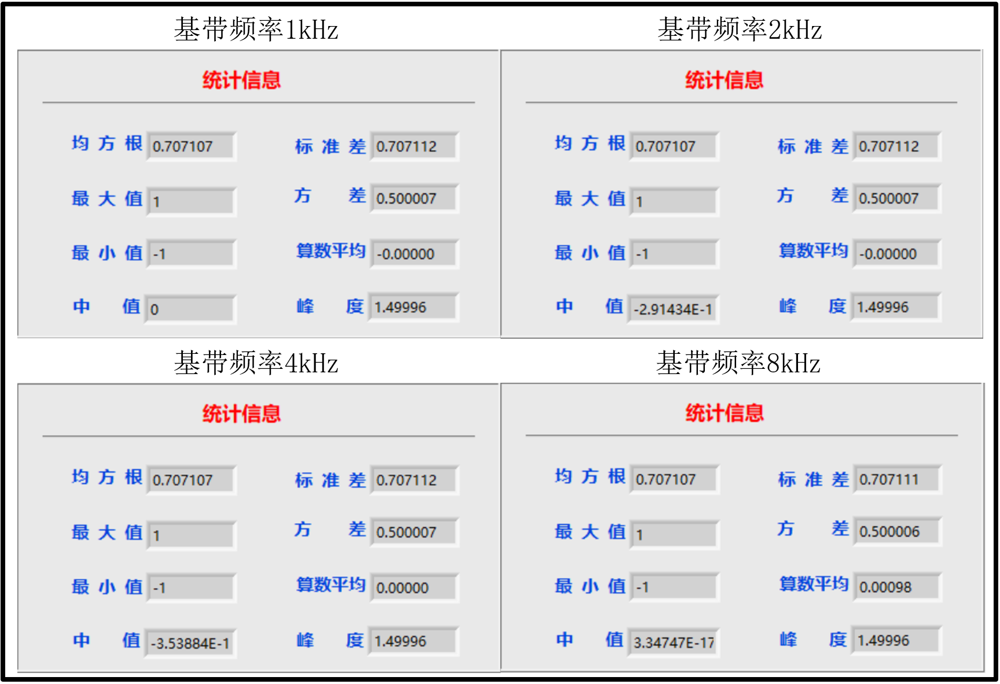 基带频率1kHz 基带频率2kHz
统计信息 统计信息
均方根 0.707107 标准差 0.707112 均方根 0.707107 标准差 0.707112
最大值 1 方差 0.500007 最大值 1 方差 0.500007
最小值 -1 算数平均 -0.00000 最小值 -1 算数平均 -0.00000
中值 0 峰度 1.49996 中值 -2.91434E-1 峰度 1.49996
基带频率4kHz 基带频率8kHz
统计信息 统计信息
均方根 0.707107 标准差 0.707112 均方根 0.707107 标准差 0.707111
最大值 1 方差 0.500007 最大值 1 方差 0.500006
最小值 -1 算数平均 0.00000 最小值 -1 算数平均 0.00098
中值 -3.53884E-1 峰度 1.49996 中值 3.34747E-17 峰度 1.49996